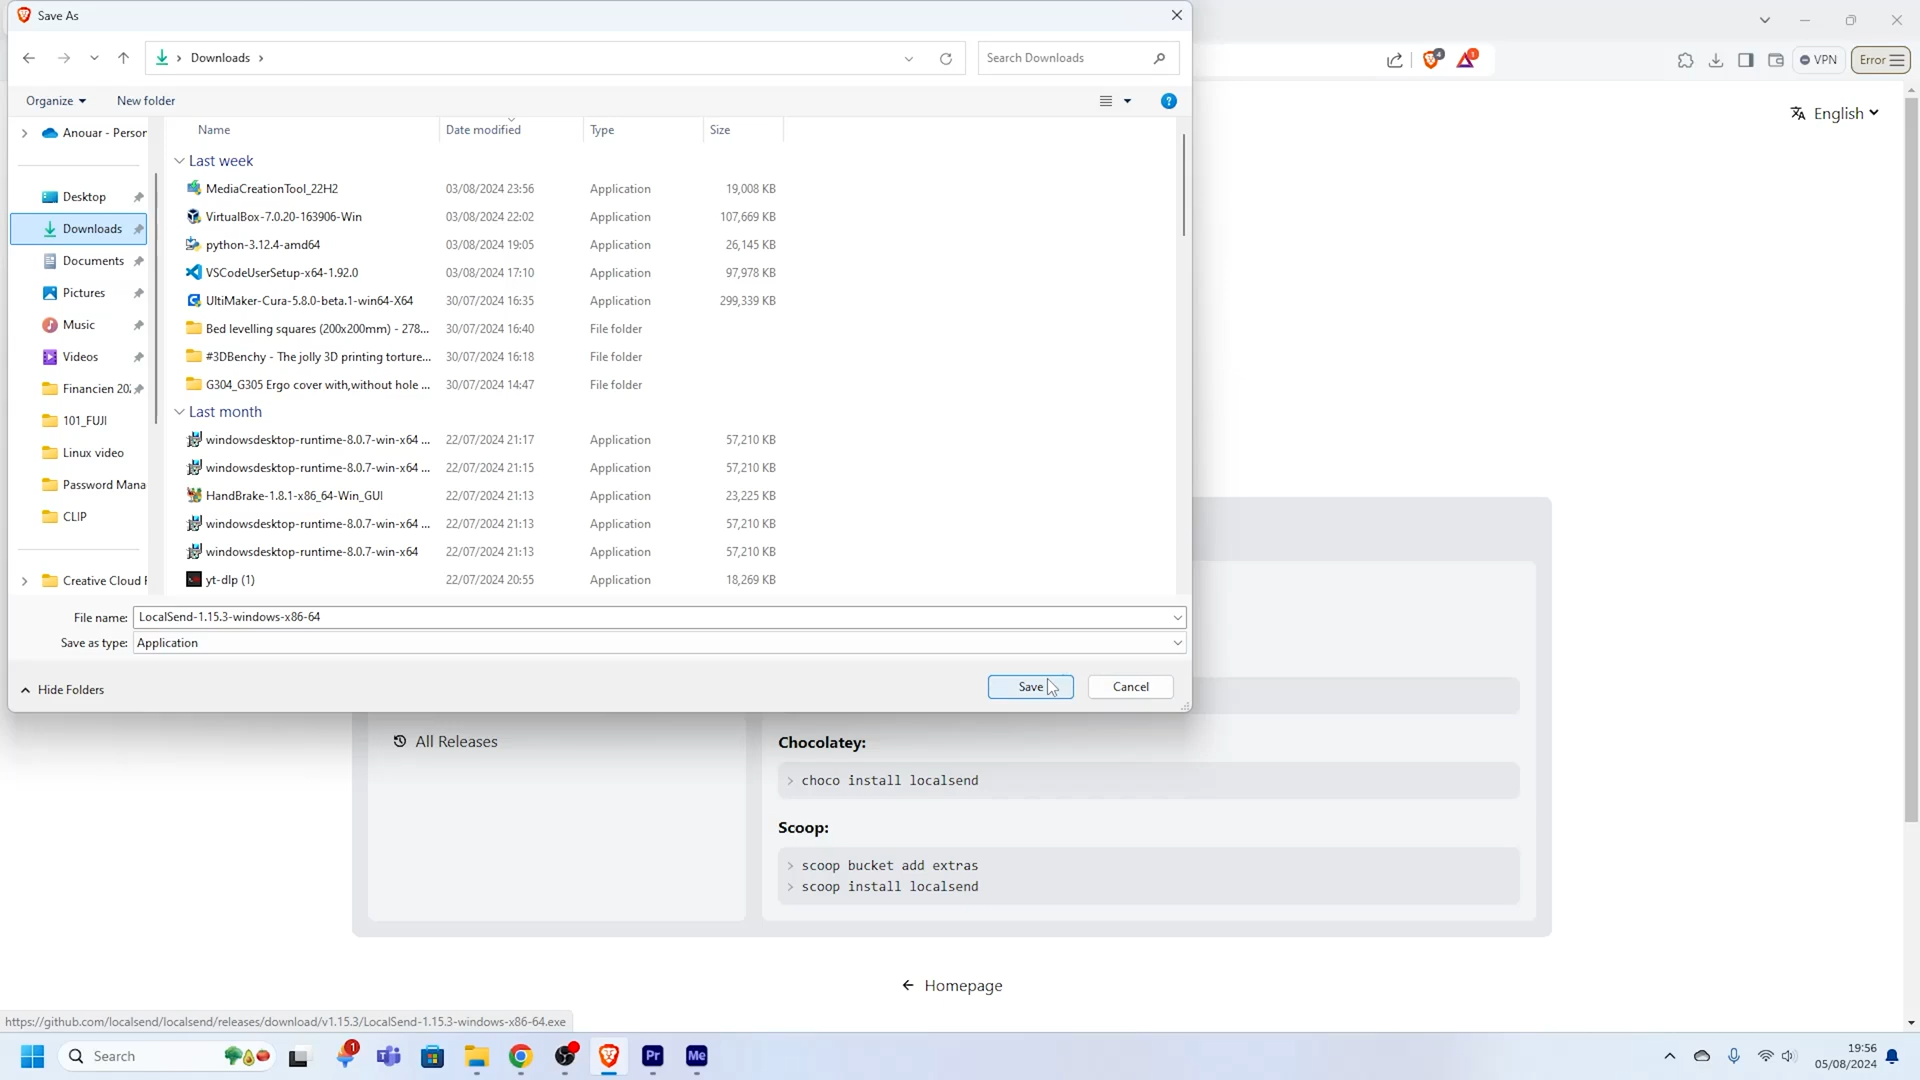 Save As
Downloads
Search Downloads
VPN
Error
Organize
New folder
English
Anouar - Person
Name
Date modified
Type
Size
Last week
MediaCreationTool_22H2 03/08/2024 23:56 Application 19,008 KB
VirtualBox-7.0.20-163906-Win 03/08/2024 22:02 Application 107,669 KB
python-3.12.4-amd64 03/08/2024 19:05 Application 26,145 KB
VSCodeUserSetup-x64-1.92.0 03/08/2024 17:10 Application 97,978 KB
UltiMaker-Cura-5.8.0-beta.1-win64-X64 30/07/2024 16:35 Application 299,339 KB
Bed levelling squares (200x200mm) - 278... 30/07/2024 16:40 File folder
#3DBenchy - The jolly 3D printing torture... 30/07/2024 16:18 File folder
G304_G305 Ergo cover with,without hole ... 30/07/2024 14:47 File folder
Last month
windowsdesktop-runtime-8.0.7-win-x64 ... 22/07/2024 21:17 Application 57,210 KB
windowsdesktop-runtime-8.0.7-win-x64 ... 22/07/2024 21:15 Application 57,210 KB
HandBrake-1.8.1-x86_64-Win_GUI 22/07/2024 21:13 Application 23,225 KB
windowsdesktop-runtime-8.0.7-win-x64 ... 22/07/2024 21:13 Application 57,210 KB
windowsdesktop-runtime-8.0.7-win-x64 22/07/2024 21:13 Application 57,210 KB
yt-dlp (1) 22/07/2024 20:55 Application 18,269 KB
Desktop
Downloads
Documents
Pictures
Music
Videos
Financien 202
101_FUJI
Linux video
Password Mana
CLIP
Creative Cloud F
File name: LocalSend-1.15.3-windows-x86-64
Save as type: Application
Hide Folders
Save
Cancel
All Releases
Chocolatey:
> choco install localsend
Scoop:
> scoop bucket add extras
> scoop install localsend
← Homepage
https://github.com/localsend/localsend/releases/download/v1.15.3/LocalSend-1.15.3-windows-x86-64.exe
Search
1
Pr
Me
19:56
05/08/2024